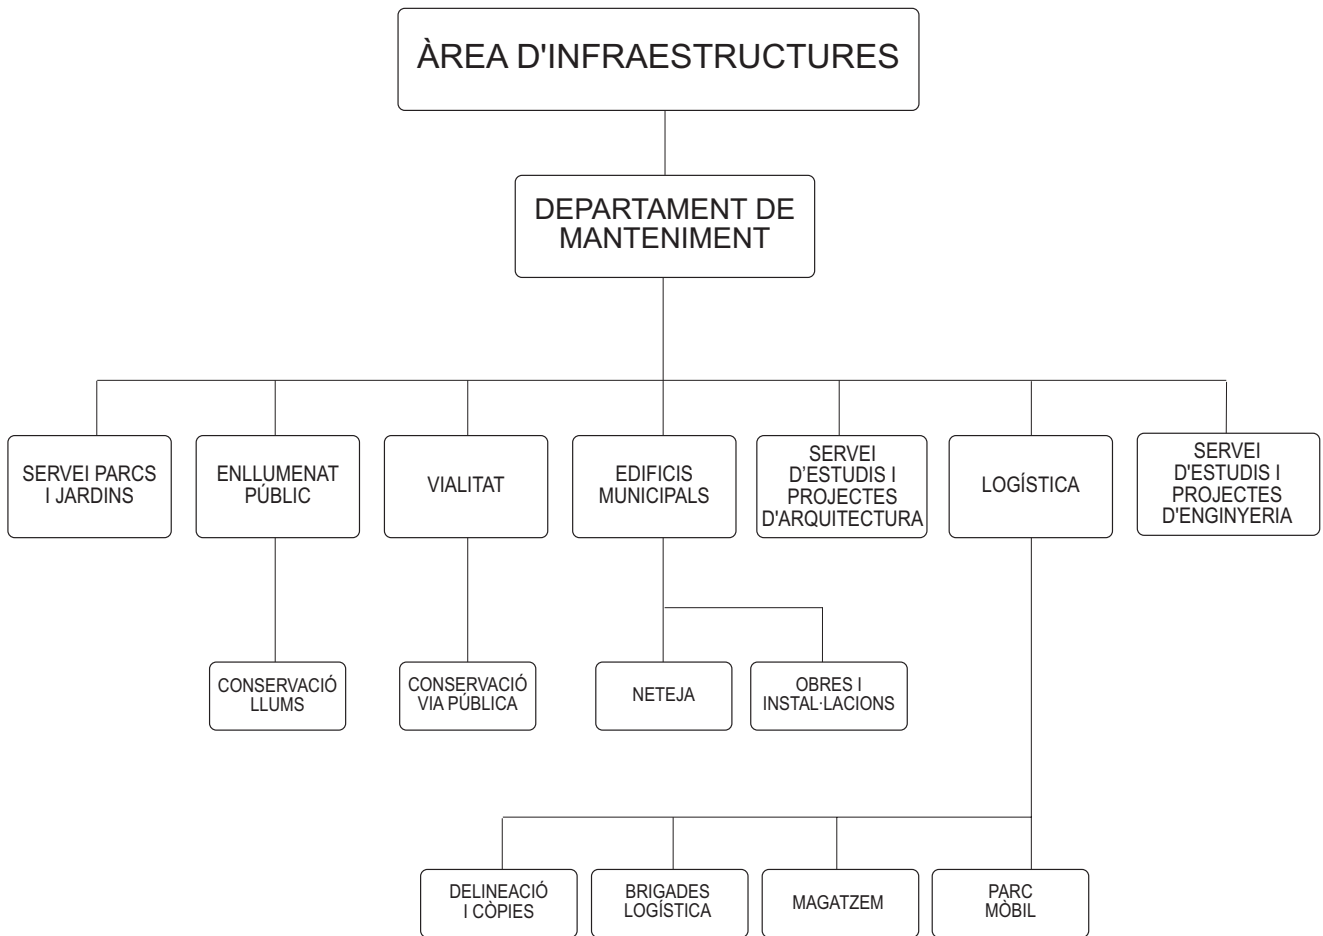 ÀREA D'INFRAESTRUCTURES
DEPARTAMENT DE
MANTENIMENT
SERVEI PARCS
I JARDINS
ENLLUMENAT
PÚBLIC
VIALITAT
EDIFICIS
MUNICIPALS
SERVEI
D’ESTUDIS I
PROJECTES
D'ARQUITECTURA
LOGÍSTICA
SERVEI
D'ESTUDIS I
PROJECTES
D'ENGINYERIA
CONSERVACIÓ
LLUMS
CONSERVACIÓ
VIA PÚBLICA
NETEJA
OBRES I
INSTAL·LACIONS
DELINEACIÓ
I CÒPIES
BRIGADES
LOGÍSTICA
MAGATZEM
PARC
MÒBIL